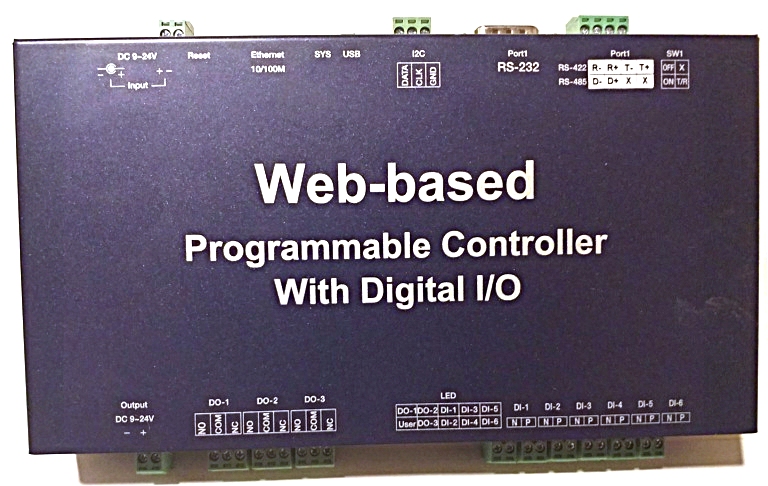 DC 9~24V Reset Ethernet SYS USB I2C Port1 Port1 SW1
10/100M RS-232
+ - Input
DATA CLK GND
RS-422 R- R+ T- T+ OFF X
RS-485 D- D+ X X ON T/R
Web-based
Programmable Controller
With Digital I/O
Output
DC 9~24V
- +
DO-1 DO-2 DO-3
NO COM NC NO COM NC NO COM NC
LED
DO-1 DO-2 DI-1 DI-3 DI-5
User DO-3 DI-2 DI-4 DI-6
DI-1 DI-2 DI-3 DI-4 DI-5 DI-6
N P N P N P N P N P N P